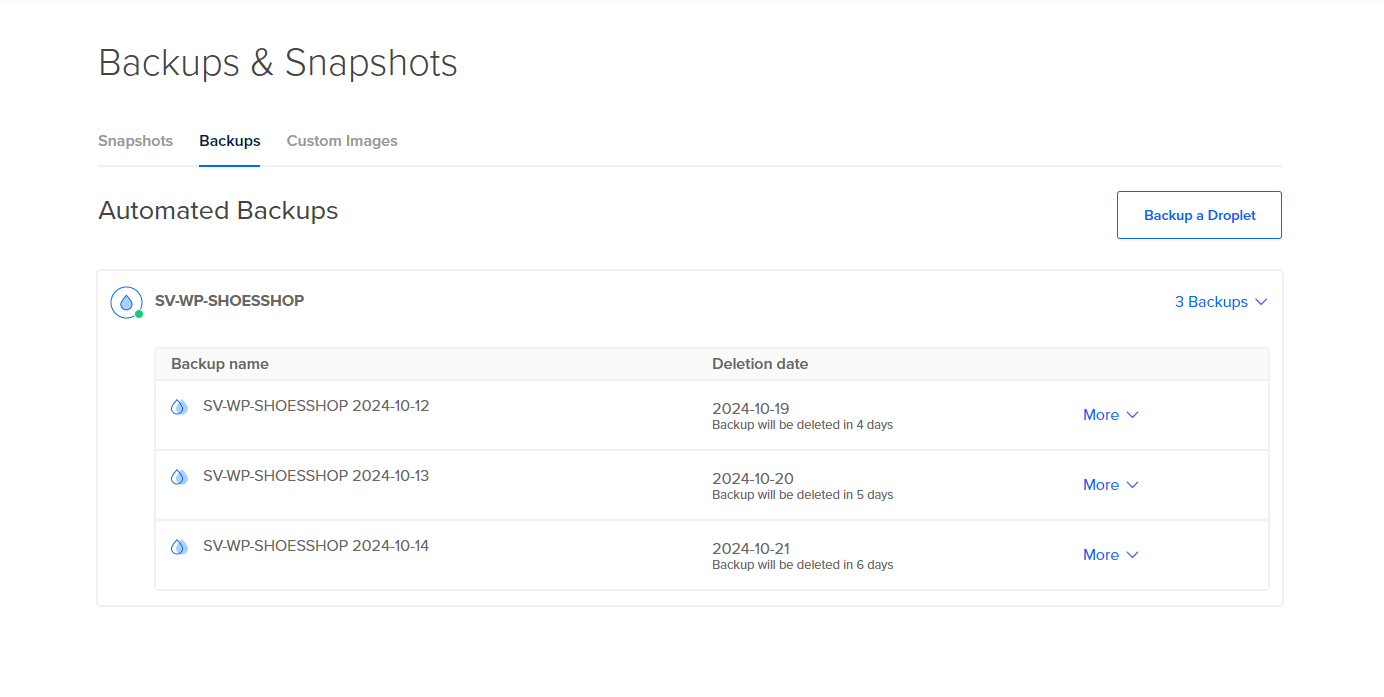 Backups & Snapshots
Snapshots Backups Custom Images
Automated Backups
Backup a Droplet
SV-WP-SHOESSHOP
3 Backups
Backup name Deletion date
SV-WP-SHOESSHOP 2024-10-12
2024-10-19
Backup will be deleted in 4 days
More
SV-WP-SHOESSHOP 2024-10-13
2024-10-20
Backup will be deleted in 5 days
More
SV-WP-SHOESSHOP 2024-10-14
2024-10-21
Backup will be deleted in 6 days
More